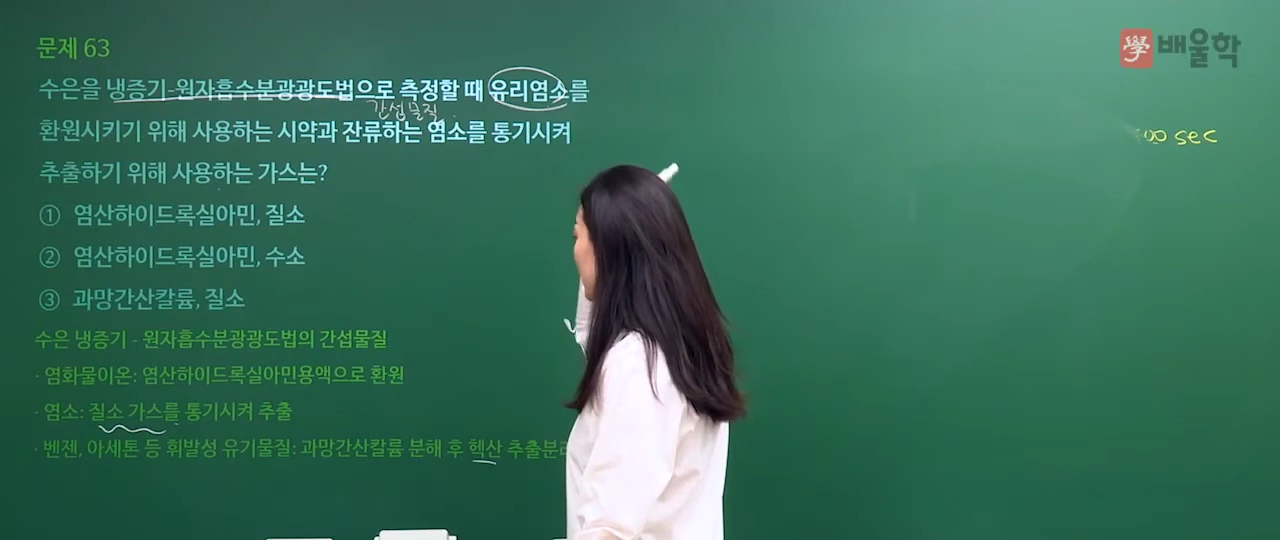 學 배울학
문제 63
수은을 냉증기-원자흡수분광광도법으로 측정할 때 유리염소를
간섭물질
환원시키기 위해 사용하는 시약과 잔류하는 염소를 통기시켜
추출하기 위해 사용하는 가스는?
① 염산하이드록실아민, 질소
② 염산하이드록실아민, 수소
③ 과망간산칼륨, 질소
수은 냉증기 - 원자흡수분광광도법의 간섭물질
· 염화물이온: 염산하이드록실아민용액으로 환원
· 염소: 질소 가스를 통기시켜 추출
· 벤젠, 아세톤 등 휘발성 유기물질: 과망간산칼륨 분해 후 헥산
sec